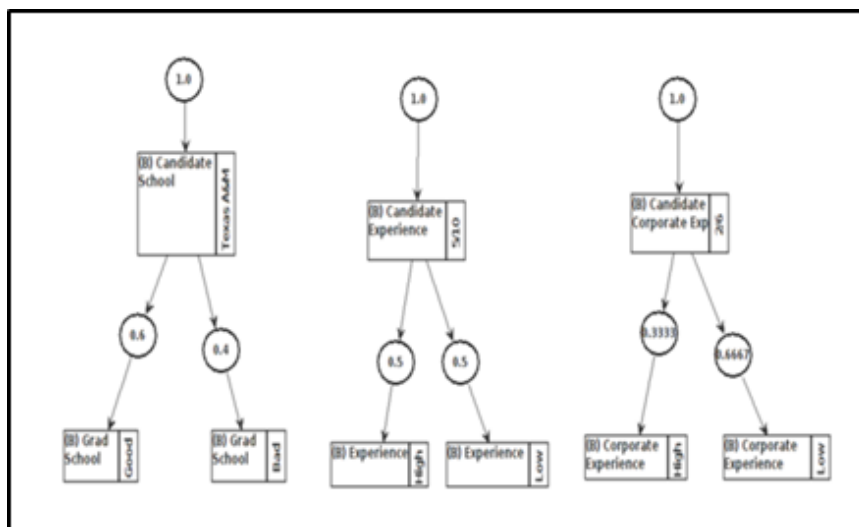 1.0
(B) Candidate
School
Texas A&M
0.6
0.4
(B) Grad
School
Good
(B) Grad
School
Bad
1.0
(B) Candidate
Experience
5/10
0.5
0.5
(B) Experience
High
(B) Experience
Low
1.0
(B) Candidate
Corporate Exp
2/6
0.3333
0.6667
(B) Corporate
Experience
High
(B) Corporate
Experience
Low